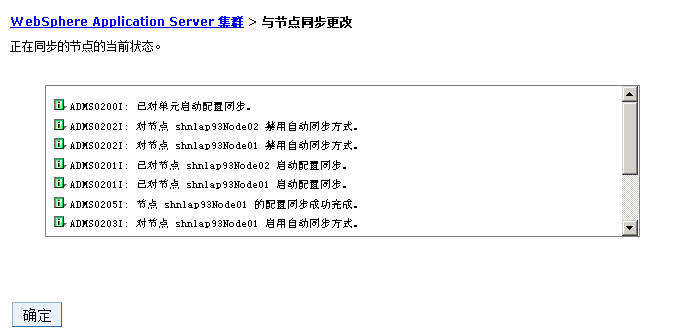 WebSphere Application Server 集群 > 与节点同步更改
正在同步的节点的当前状态。
ADMS0200I: 已对单元启动配置同步。
ADMS0202I: 对节点 shnlap93Node02 禁用自动同步方式。
ADMS0202I: 对节点 shnlap93Node01 禁用自动同步方式。
ADMS0201I: 已对节点 shnlap93Node02 启动配置同步。
ADMS0201I: 已对节点 shnlap93Node01 启动配置同步。
ADMS0205I: 节点 shnlap93Node01 的配置同步成功完成。
ADMS0203I: 对节点 shnlap93Node01 启用自动同步方式。
确定